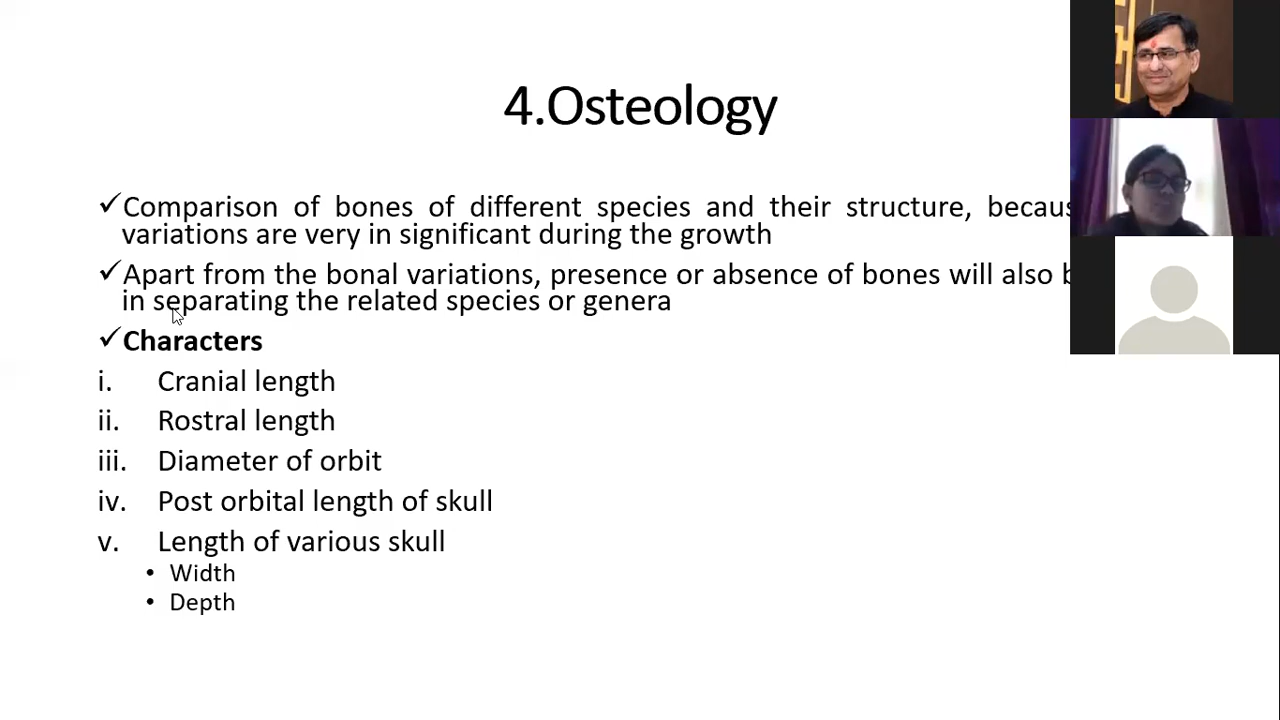 4.Osteology
✓Comparison of bones of different species and their structure,
variations are very in significant during the growth
✓Apart from the bonal variations, presence or absence of bones will also
in separating the related species or genera
✓Characters
i. Cranial length
ii. Rostral length
iii. Diameter of orbit
iv. Post orbital length of skull
v. Length of various skull
• Width
• Depth